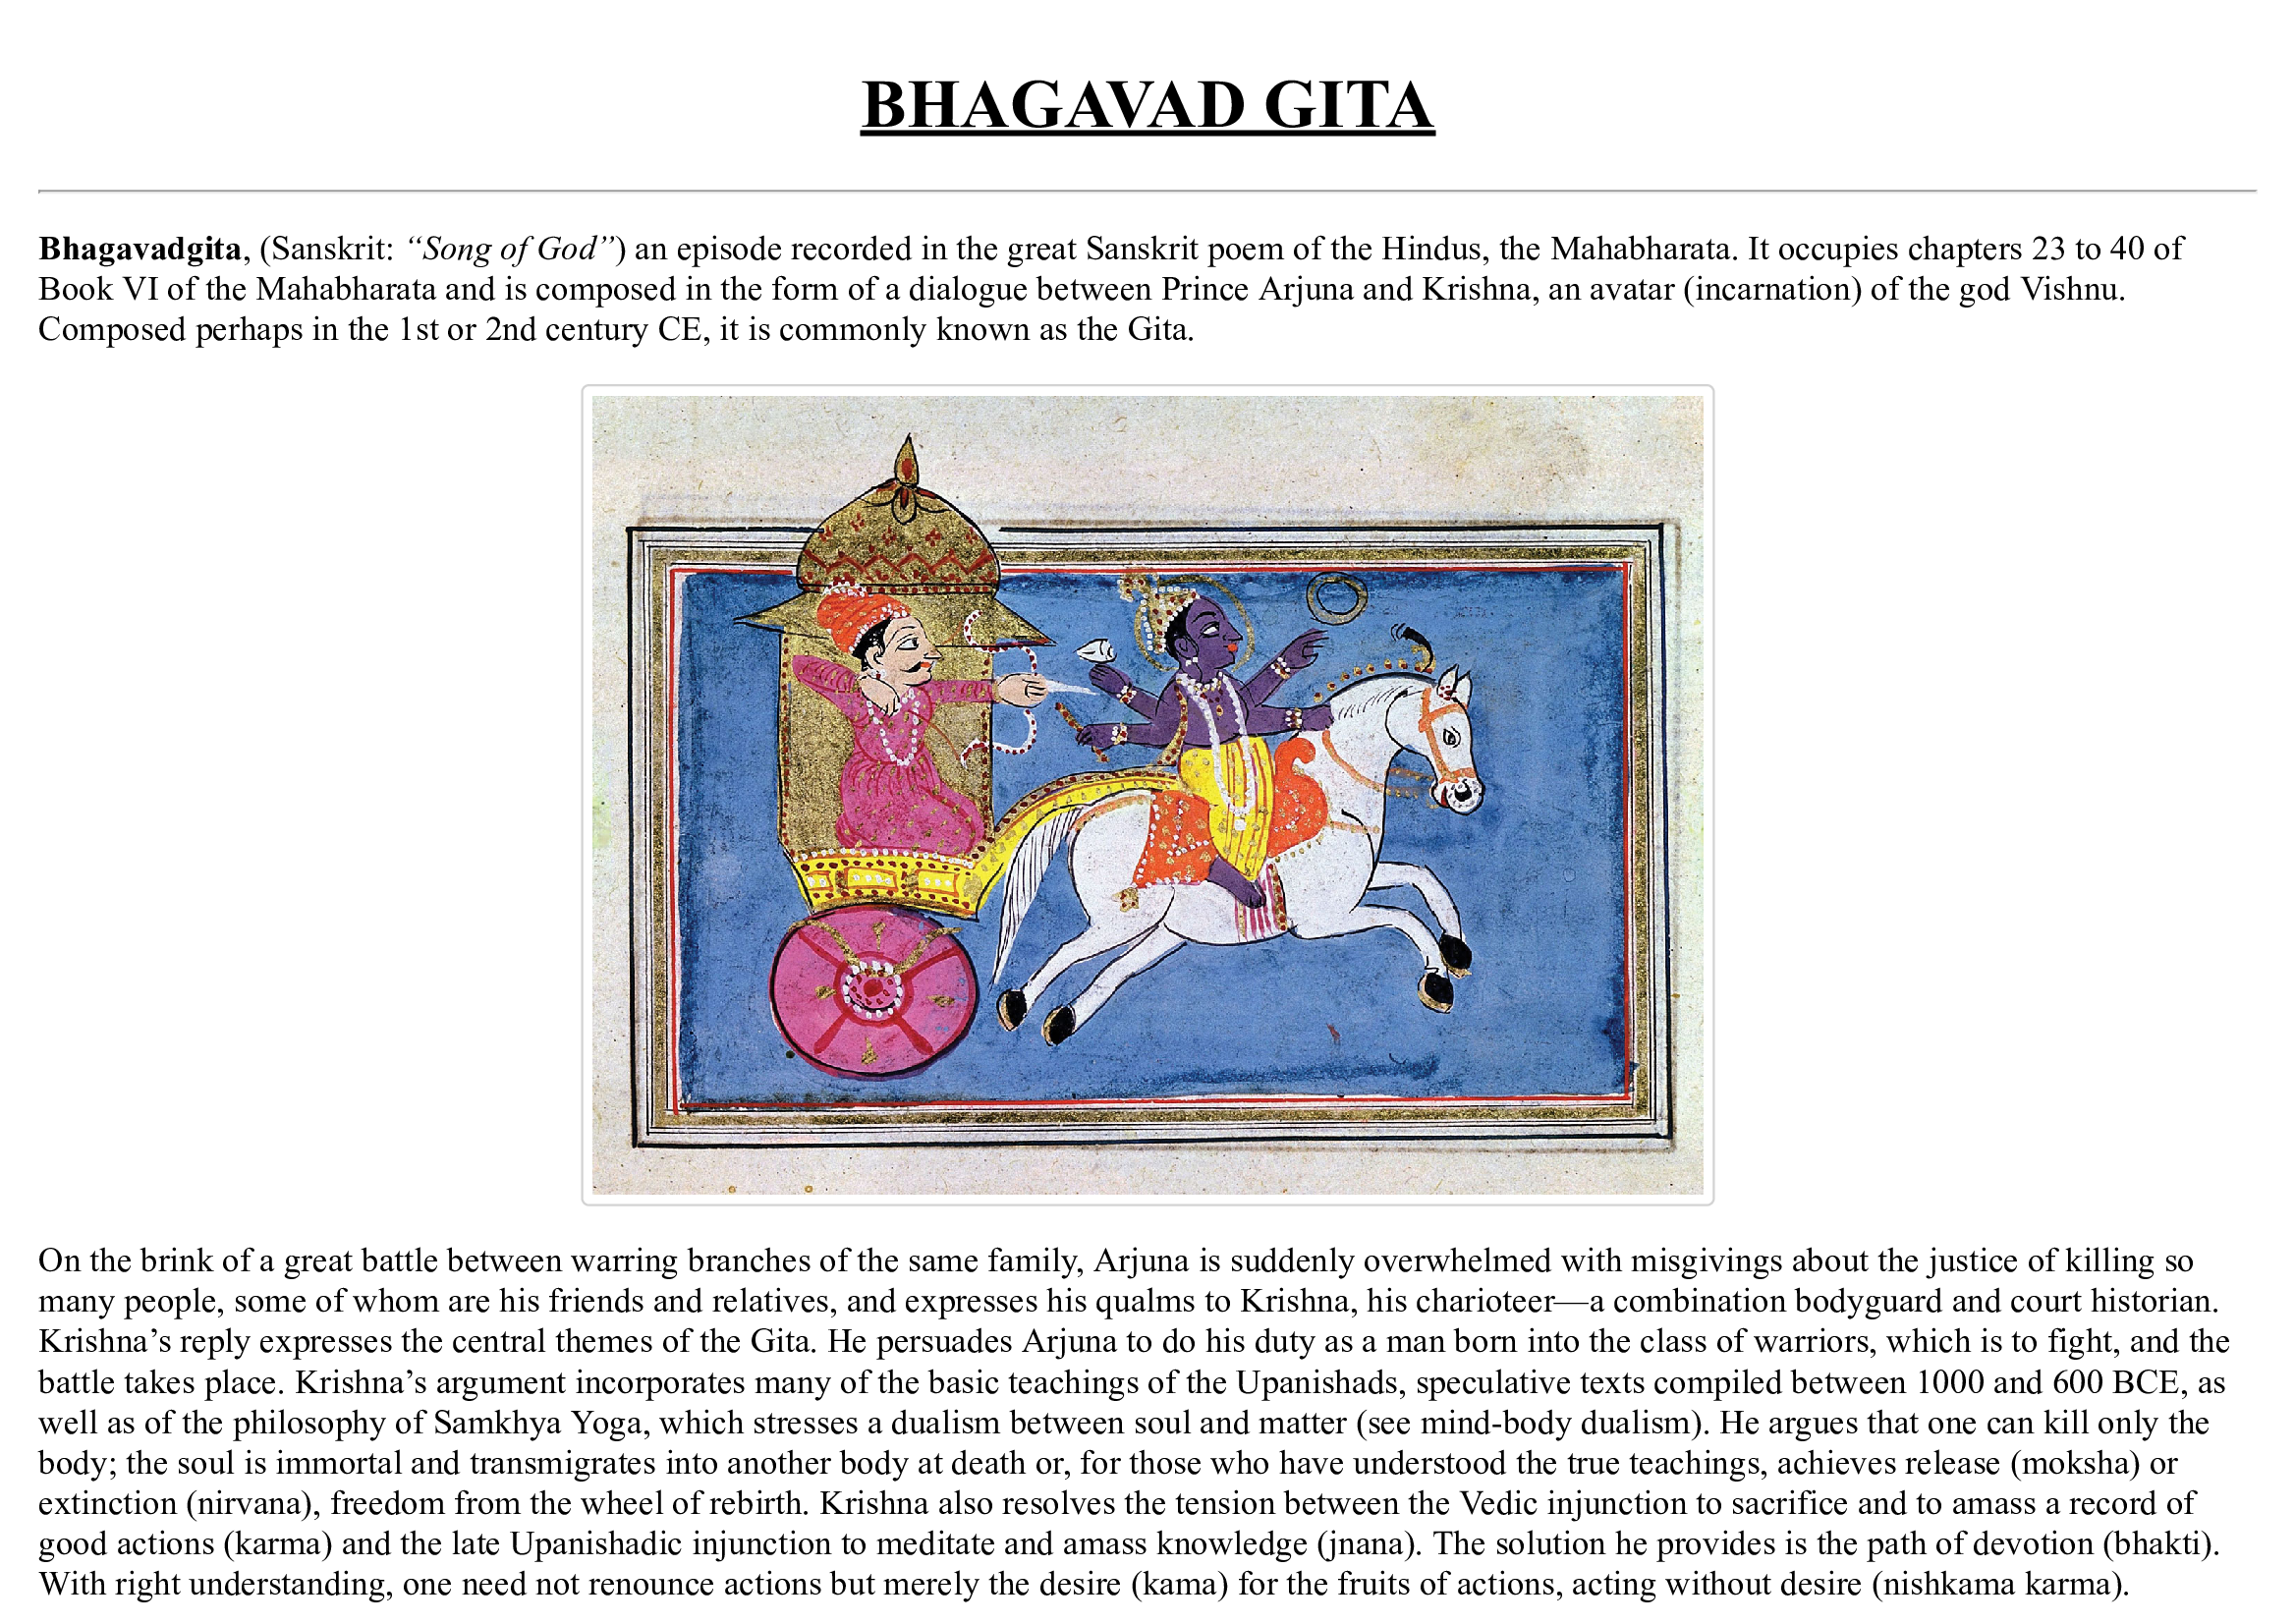 BHAGAVAD GITA
Bhagavadgita, (Sanskrit: “Song of God”) an episode recorded in the great Sanskrit poem of the Hindus, the Mahabharata. It occupies chapters 23 to 40 of
Book VI of the Mahabharata and is composed in the form of a dialogue between Prince Arjuna and Krishna, an avatar (incarnation) of the god Vishnu.
Composed perhaps in the 1st or 2nd century CE, it is commonly known as the Gita.
On the brink of a great battle between warring branches of the same family, Arjuna is suddenly overwhelmed with misgivings about the justice of killing so
many people, some of whom are his friends and relatives, and expresses his qualms to Krishna, his charioteer—a combination bodyguard and court historian.
Krishna’s reply expresses the central themes of the Gita. He persuades Arjuna to do his duty as a man born into the class of warriors, which is to fight, and the
battle takes place. Krishna’s argument incorporates many of the basic teachings of the Upanishads, speculative texts compiled between 1000 and 600 BCE, as
well as of the philosophy of Samkhya Yoga, which stresses a dualism between soul and matter (see mind-body dualism). He argues that one can kill only the
body; the soul is immortal and transmigrates into another body at death or, for those who have understood the true teachings, achieves release (moksha) or
extinction (nirvana), freedom from the wheel of rebirth. Krishna also resolves the tension between the Vedic injunction to sacrifice and to amass a record of
good actions (karma) and the late Upanishadic injunction to meditate and amass knowledge (jnana). The solution he provides is the path of devotion (bhakti).
With right understanding, one need not renounce actions but merely the desire (kama) for the fruits of actions, acting without desire (nishkama karma).